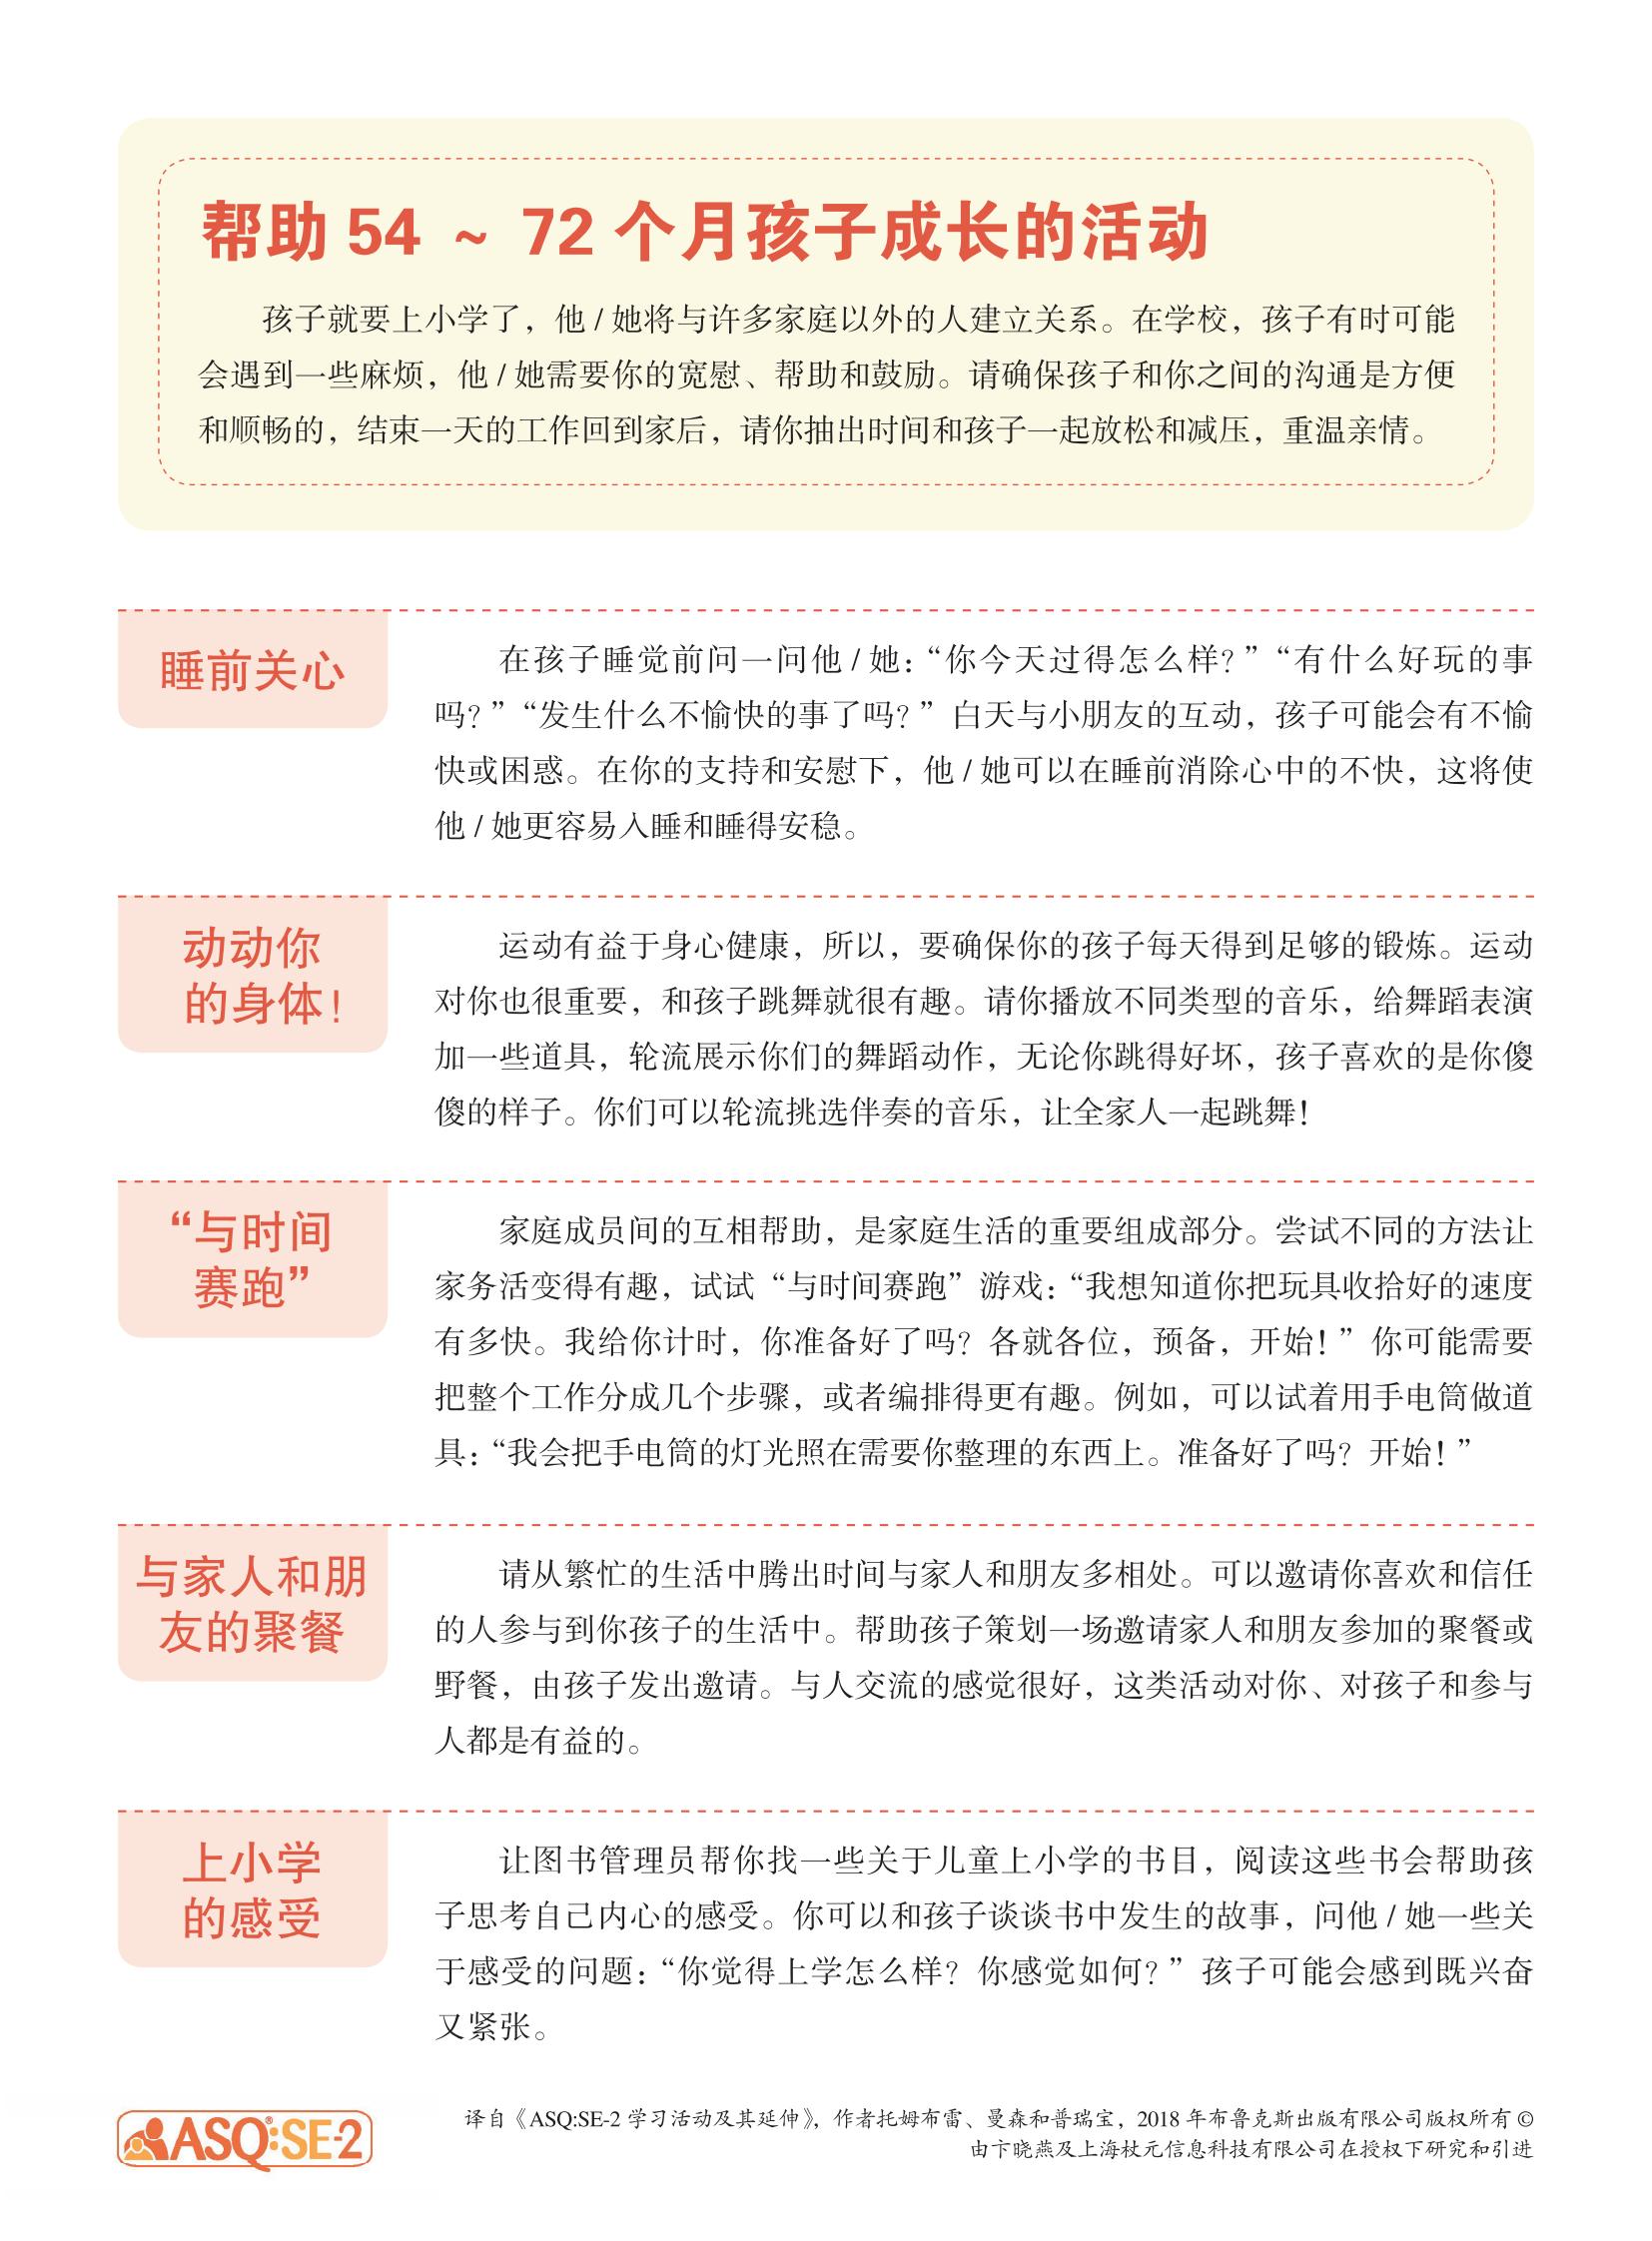 帮助 54 ~ 72 个月孩子成长的活动
孩子就要上小学了，他 / 她将与许多家庭以外的人建立关系。在学校，孩子有时可能
会遇到一些麻烦，他 / 她需要你的宽慰、帮助和鼓励。请确保孩子和你之间的沟通是方便
和顺畅的，结束一天的工作回到家后，请你抽出时间和孩子一起放松和减压，重温亲情。
睡前关心
在孩子睡觉前问一问他 / 她：“你今天过得怎么样？”“有什么好玩的事
吗？”“发生什么不愉快的事了吗？” 白天与小朋友的互动，孩子可能会有不愉
快或困惑。在你的支持和安慰下，他 / 她可以在睡前消除心中的不快，这将使
他 / 她更容易入睡和睡得安稳。
动动你
的身体！
运动有益于身心健康，所以，要确保你的孩子每天得到足够的锻炼。运动
对你也很重要，和孩子跳舞就很有趣。请你播放不同类型的音乐，给舞蹈表演
加一些道具，轮流展示你们的舞蹈动作，无论你跳得好坏，孩子喜欢的是你傻
傻的样子。你们可以轮流挑选伴奏的音乐，让全家人一起跳舞！
“与时间
赛跑”
家庭成员间的互相帮助，是家庭生活的重要组成部分。尝试不同的方法让
家务活变得有趣，试试“与时间赛跑”游戏：“我想知道你把玩具收拾好的速度
有多快。我给你计时，你准备好了吗？各就各位，预备，开始！” 你可能需要
把整个工作分成几个步骤，或者编排得更有趣。例如，可以试着用手电筒做道
具：“我会把手电筒的灯光照在需要你整理的东西上。准备好了吗？开始！”
与家人和朋
友的聚餐
请从繁忙的生活中腾出时间与家人和朋友多相处。可以邀请你喜欢和信任
的人参与到你孩子的生活中。帮助孩子策划一场邀请家人和朋友参加的聚餐或
野餐，由孩子发出邀请。与人交流的感觉很好，这类活动对你、对孩子和参与
人都是有益的。
上小学
的感受
让图书管理员帮你找一些关于儿童上小学的书目，阅读这些书会帮助孩
子思考自己内心的感受。你可以和孩子谈谈书中发生的故事，问他 / 她一些关
于感受的问题：“你觉得上学怎么样？你感觉如何？” 孩子可能会感到既兴奋
又紧张。
ASQ®:SE-2
译自《ASQ:SE-2 学习活动及其延伸》，作者托姆布雷、曼森和普瑞宝，2018 年布鲁克斯出版有限公司版权所有 ©
由卞晓燕及上海杖元信息科技有限公司在授权下研究和引进